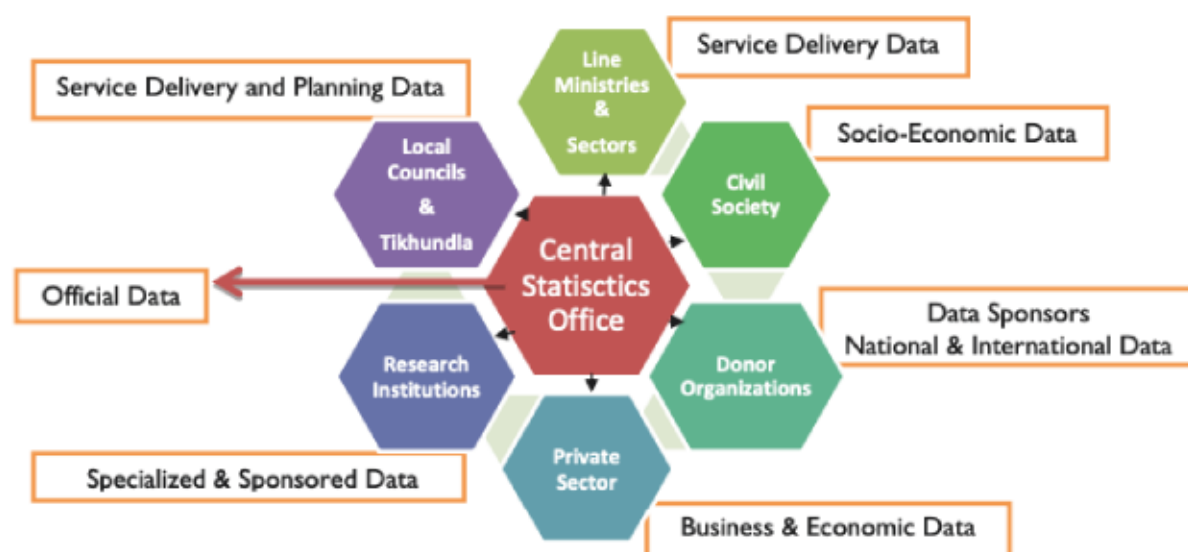 Service Delivery Data
Line
Ministries
&
Sectors
Service Delivery and Planning Data
Local
Councils
&
Tikhundla
Socio-Economic Data
Civil
Society
Central
Statisctics
Office
Official Data
Data Sponsors
National & International Data
Research
Institutions
Donor
Organizations
Specialized & Sponsored Data
Private
Sector
Business & Economic Data